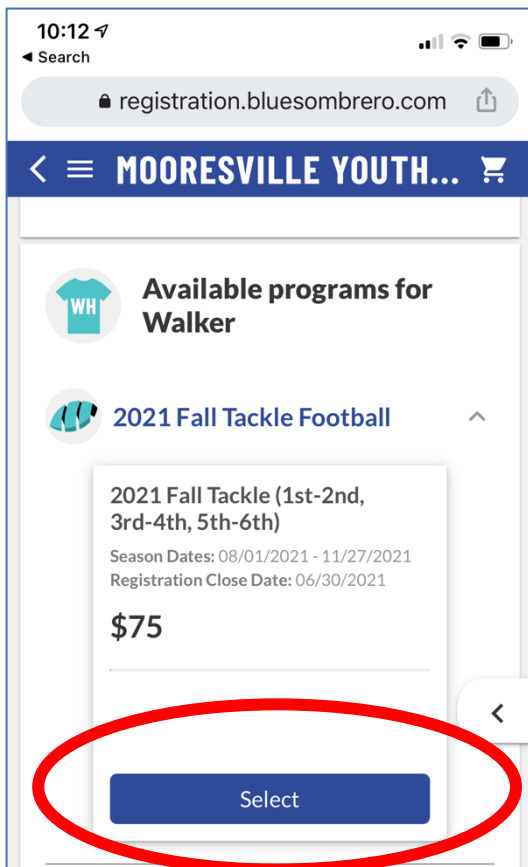 10:12
Search
registration.bluesombrero.com
MOORESVILLE YOUTH...
WH
Available programs for
Walker
2021 Fall Tackle Football
2021 Fall Tackle (1st-2nd,
3rd-4th, 5th-6th)
Season Dates: 08/01/2021 - 11/27/2021
Registration Close Date: 06/30/2021
$75
Select